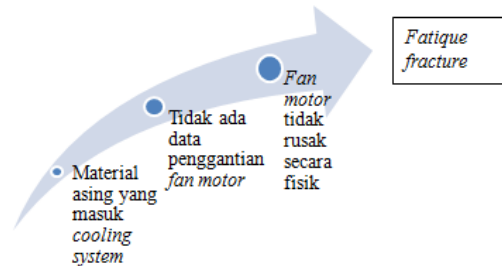 Material
asing yang
masuk
cooling
system
Tidak ada
data
penggantian
fan motor
Fan
motor
tidak
rusak
secara
fisik
Fatique
fracture